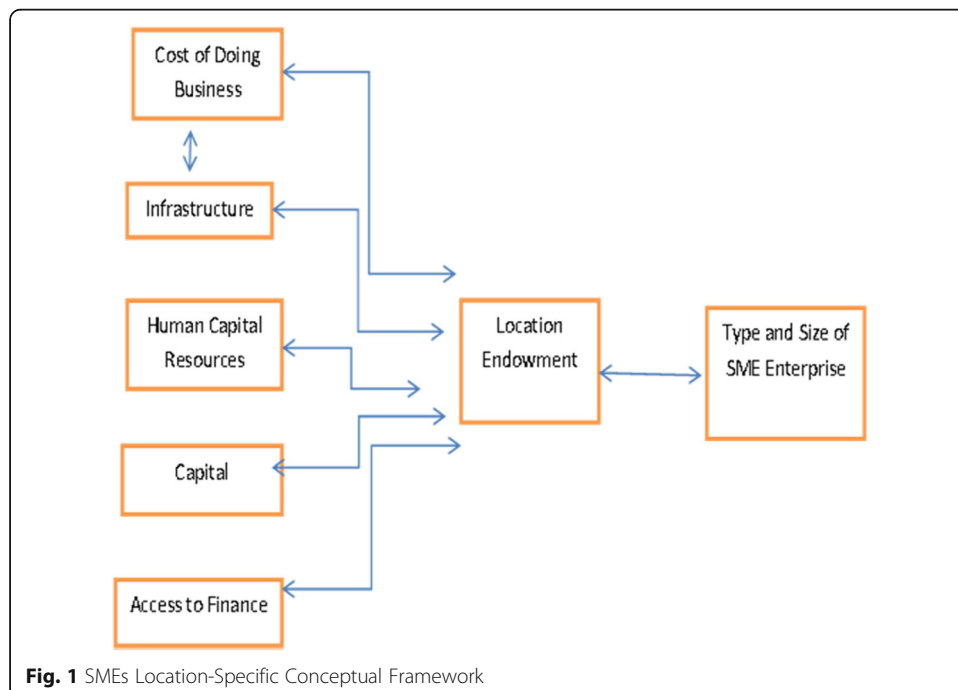 Cost of Doing
Business
Infrastructure
Human Capital
Resources
Capital
Access to Finance
Location
Endowment
Type and Size of
SME Enterprise
Fig. 1 SMEs Location-Specific Conceptual Framework